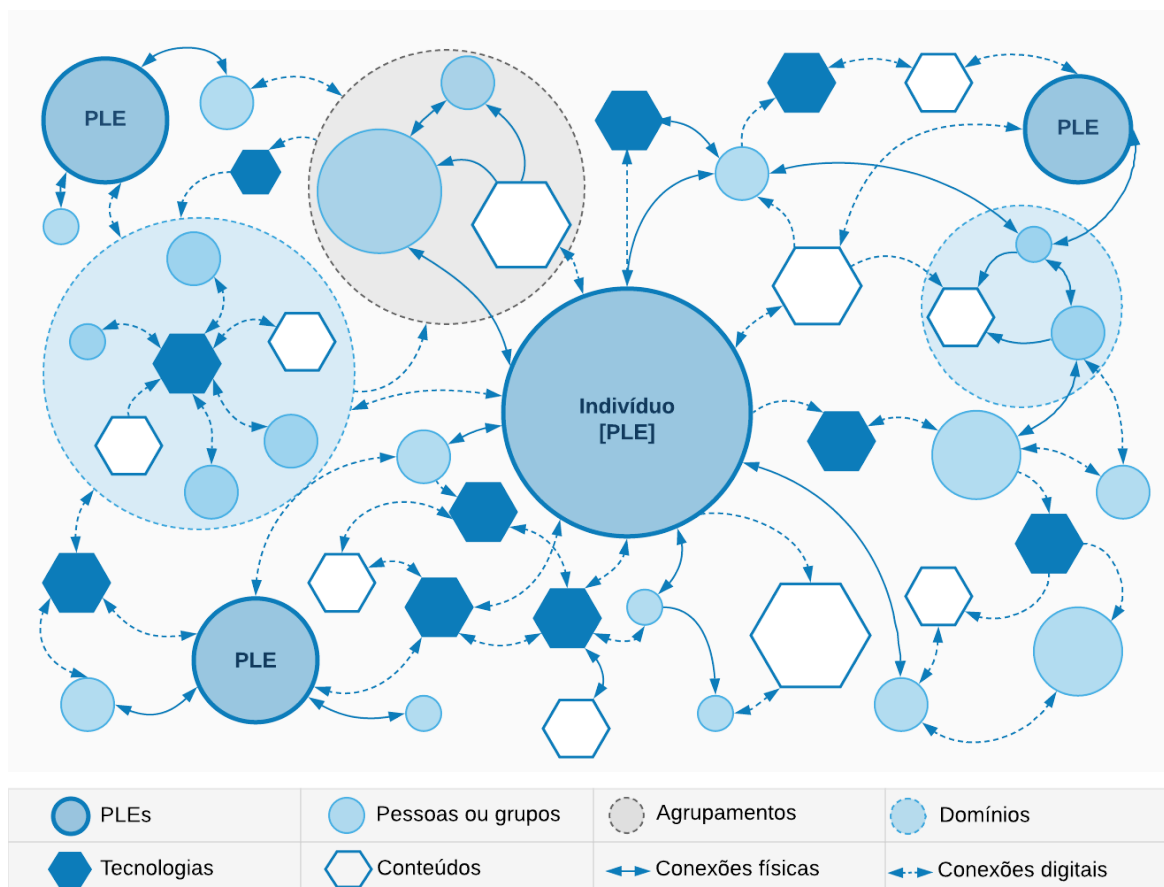 PLE
PLE
Indivíduo
[PLE]
PLE
PLEs
Pessoas ou grupos
Agrupamentos
Domínios
Tecnologias
Conteúdos
Conexões físicas
Conexões digitais